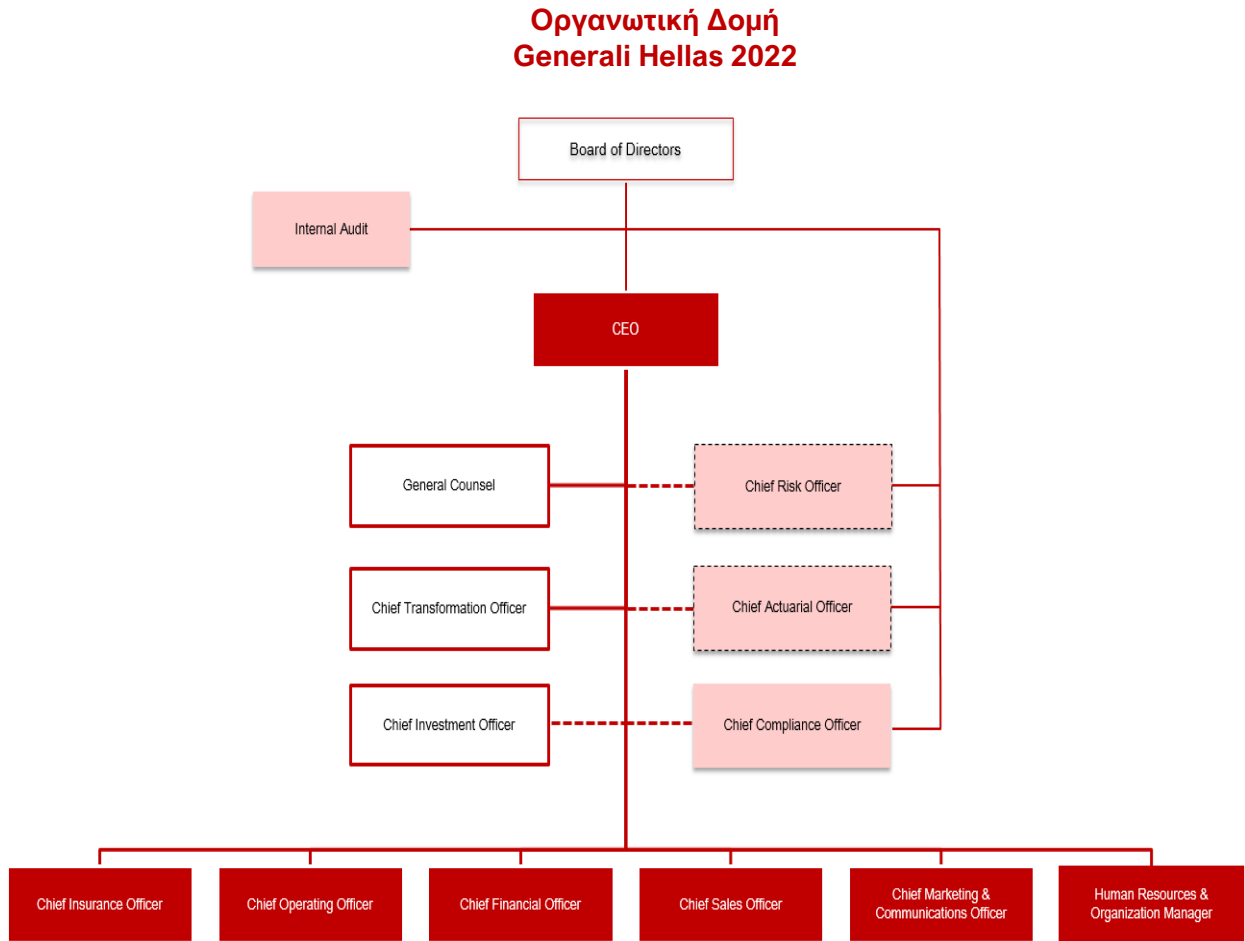 Οργανωτική Δομή
Generali Hellas 2022
Board of Directors
Internal Audit
CEO
General Counsel
Chief Risk Officer
Chief Transformation Officer
Chief Actuarial Officer
Chief Investment Officer
Chief Compliance Officer
Chief Insurance Officer
Chief Operating Officer
Chief Financial Officer
Chief Sales Officer
Chief Marketing &
Communications Officer
Human Resources &
Organization Manager